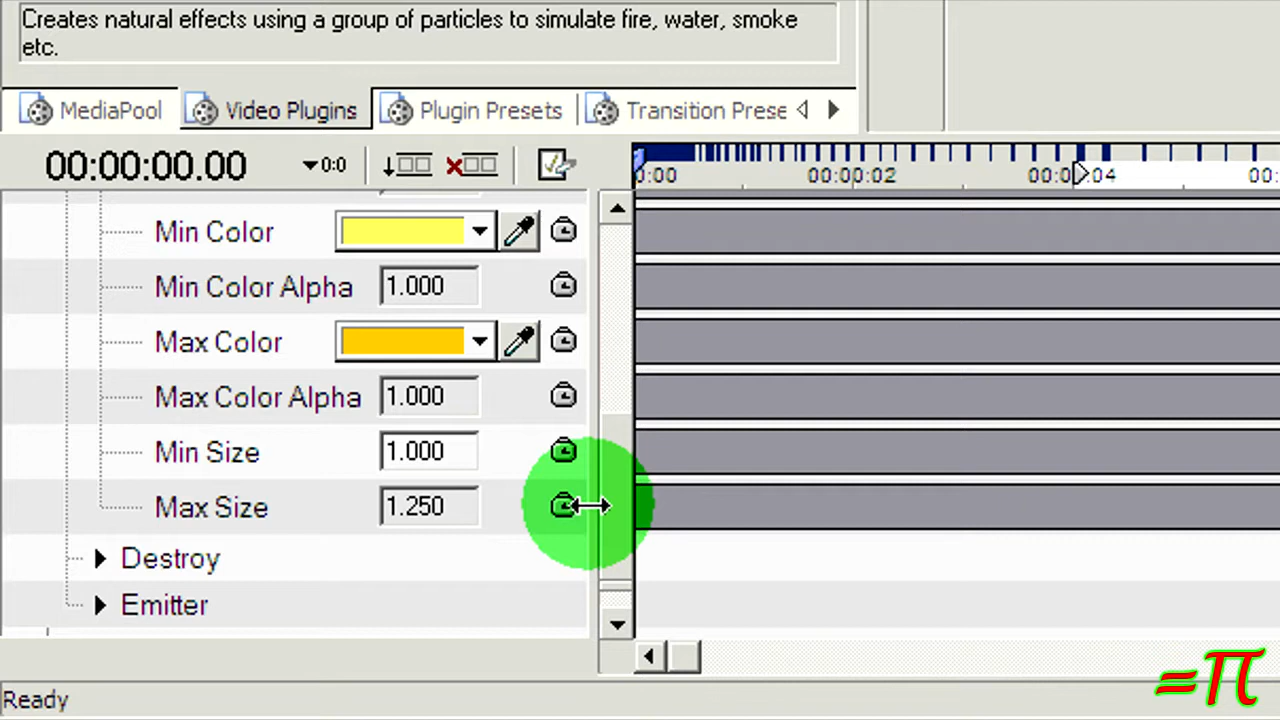 Creates natural effects using a group of particles to simulate fire, water, smoke
etc.
MediaPool Video Plugins Plugin Presets Transition Prese
00:00:00.00 0:0 0:00 00:00:02 00:
Min Color
Min Color Alpha 1.000
Max Color
Max Color Alpha 1.000
Min Size 1.000
Max Size 1.250
Destroy
Emitter
=π
Ready